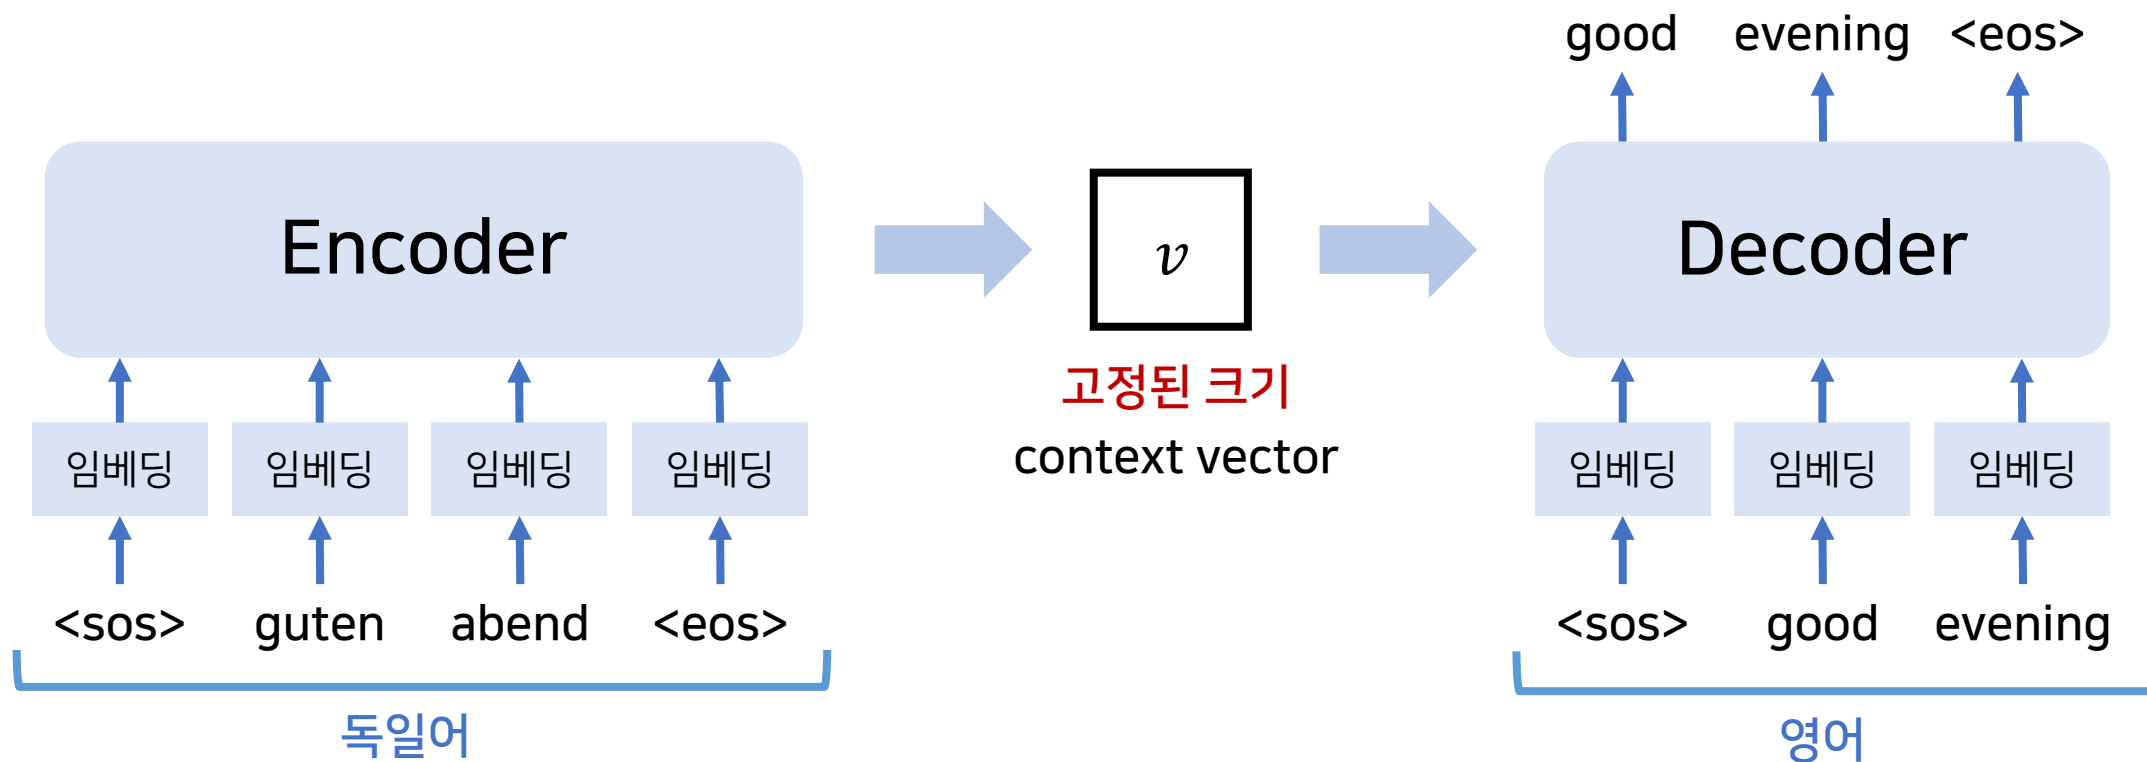 good evening <eos>
Encoder
v
Decoder
고정된 크기
context vector
임베딩 임베딩 임베딩 임베딩
임베딩 임베딩 임베딩
<sos> guten abend <eos>
<sos> good evening
독일어
영어